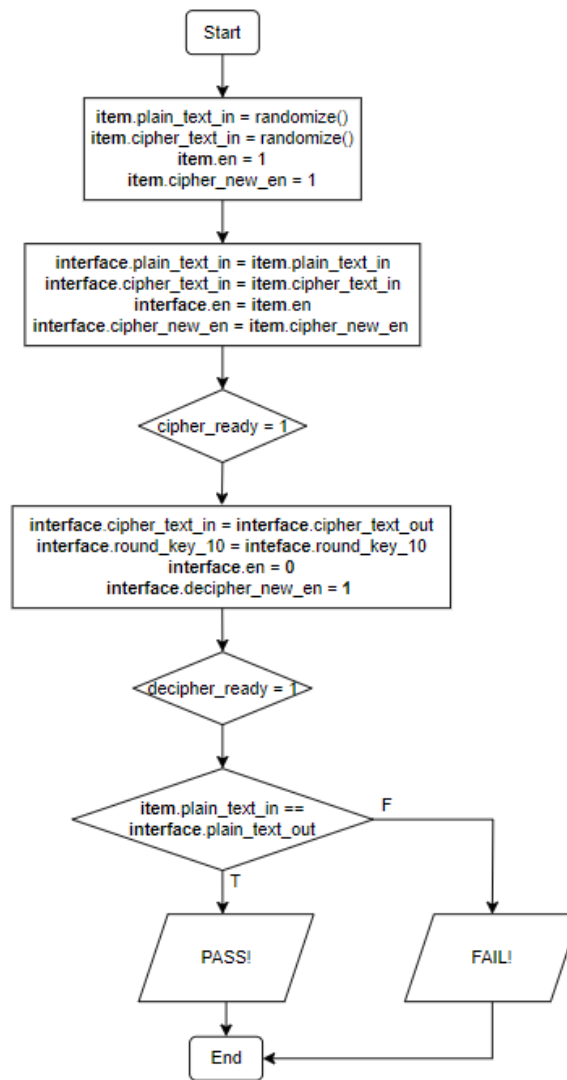 Start
item.plain_text_in = randomize()
item.cipher_text_in = randomize()
item.en = 1
item.cipher_new_en = 1
interface.plain_text_in = item.plain_text_in
interface.cipher_text_in = item.cipher_text_in
interface.en = item.en
interface.cipher_new_en = item.cipher_new_en
cipher_ready = 1
interface.cipher_text_in = interface.cipher_text_out
interface.round_key_10 = inteface.round_key_10
interface.en = 0
interface.decipher_new_en = 1
decipher_ready = 1
item.plain_text_in ==
interface.plain_text_out
F
T
PASS!
FAIL!
End